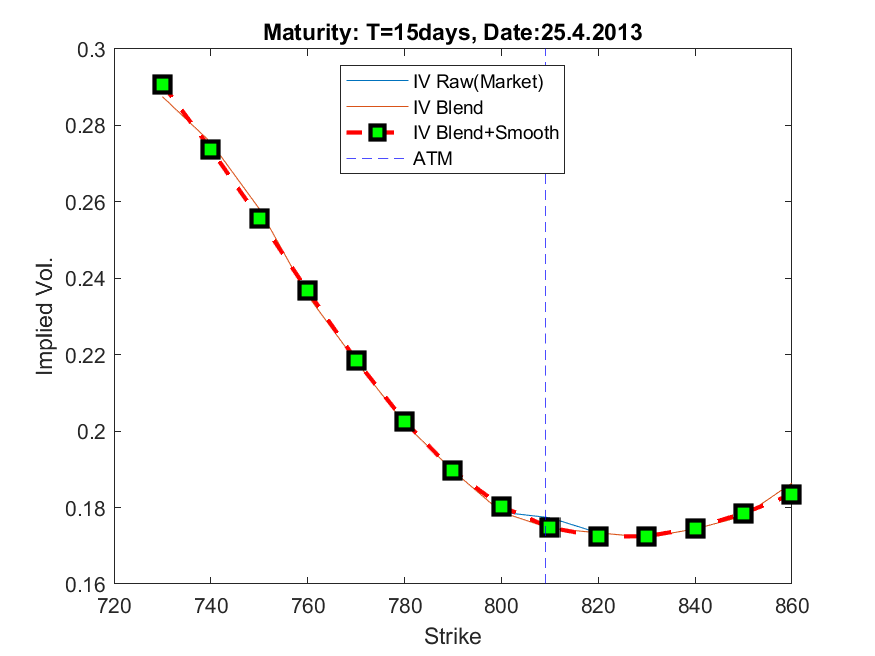 Maturity: T=15days, Date:25.4.2013
0.3
0.28
0.26
0.24
0.22
0.2
0.18
0.16
Implied Vol.
IV Raw(Market)
IV Blend
IV Blend+Smooth
ATM
720 740 760 780 800 820 840 860
Strike